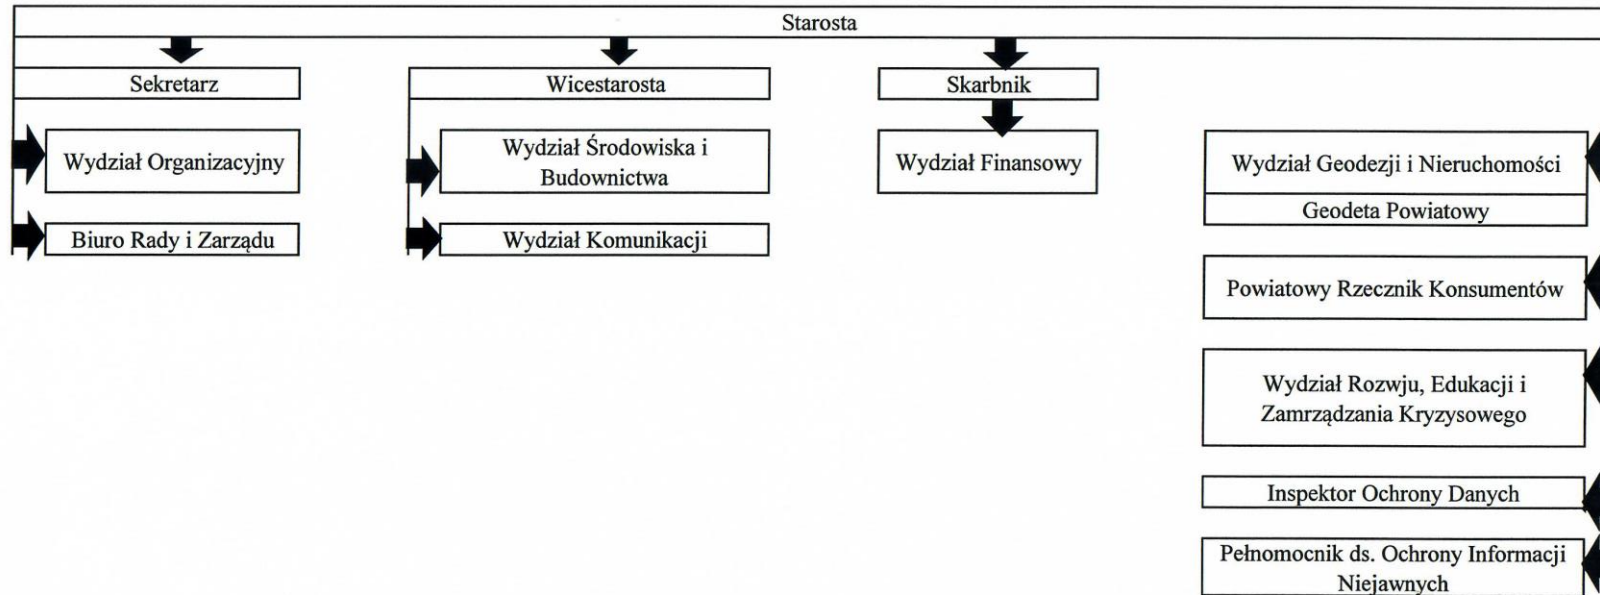 Starosta
Sekretarz
Wicestarosta
Skarbnik
Wydział Organizacyjny
Wydział Środowiska i
Budownictwa
Wydział Finansowy
Wydział Geodezji i Nieruchomości
Geodeta Powiatowy
Biuro Rady i Zarządu
Wydział Komunikacji
Powiatowy Rzecznik Konsumentów
Wydział Rozwju, Edukacji i
Zamrządzania Kryzysowego
Inspektor Ochrony Danych
Pełnomocnik ds. Ochrony Informacji
Niejawnych